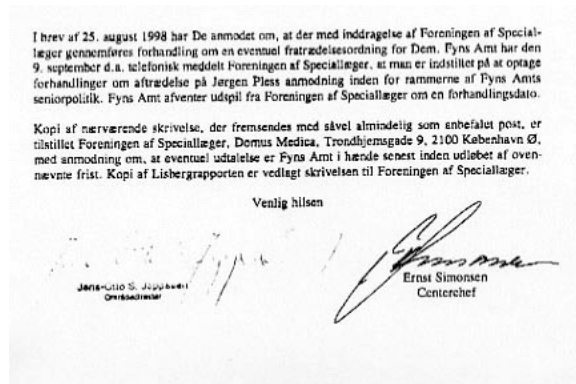 I brev af 25. august 1998 har De anmodet om, at der med inddragelse af Foreningen af Special-
læger gennemføres forhandling om en eventuel fratrædelsesordning for Dem. Fyns Amt har den
9. september d.a. telefonisk meddelt Foreningen af Speciallæger, at man er indstillet på at optage
forhandlinger om aftrædelse på Jørgen Pless anmodning inden for rammerne af Fyns Amts
seniorpolitik. Fyns Amt afventer udspil fra Foreningen af Speciallæger om en forhandlingsdato.
Kopi af nærværende skrivelse, der fremsendes med såvel almindelig som anbefalet post, er
tilstillet Foreningen af Speciallæger, Domus Medica, Trondhjemsgade 9, 2100 København Ø,
med anmodning om, at eventuel udtalelse er Fyns Amt i hænde senest inden udløbet af oven-
nævnte frist. Kopi af Lisbergrapporten er vedlagt skrivelsen til Foreningen af Speciallæger.
Venlig hilsen
Jens-Otto S. Jeppesen
Områdedirektør
Ernst Simonsen
Centerchef